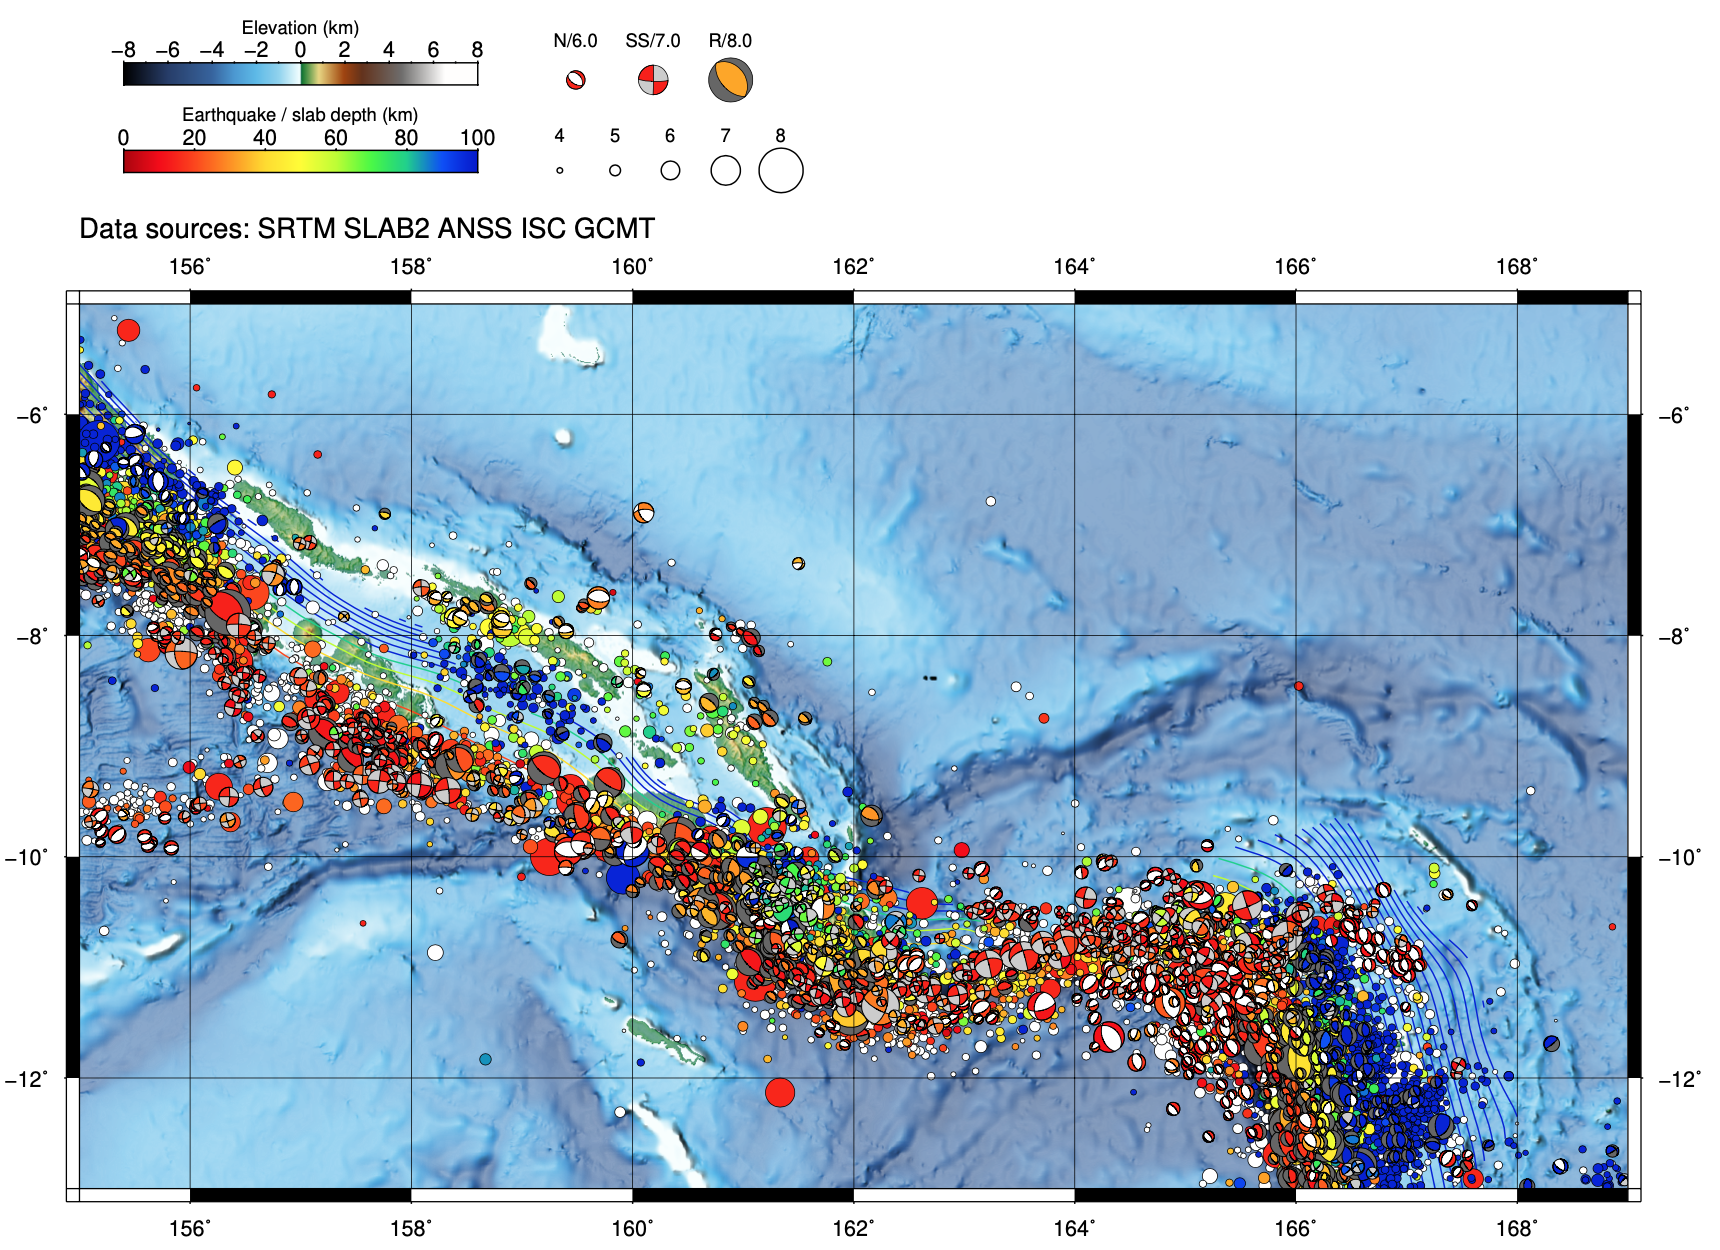 Elevation (km)
−8 −6 −4 −2 0 2 4 6 8
N/6.0 SS/7.0 R/8.0
Earthquake / slab depth (km)
0 20 40 60 80 100
4 5 6 7 8
Data sources: SRTM SLAB2 ANSS ISC GCMT
156˚ 158˚ 160˚ 162˚ 164˚ 166˚ 168˚
−6˚ −6˚
−8˚ −8˚
−10˚ −10˚
−12˚ −12˚
156˚ 158˚ 160˚ 162˚ 164˚ 166˚ 168˚